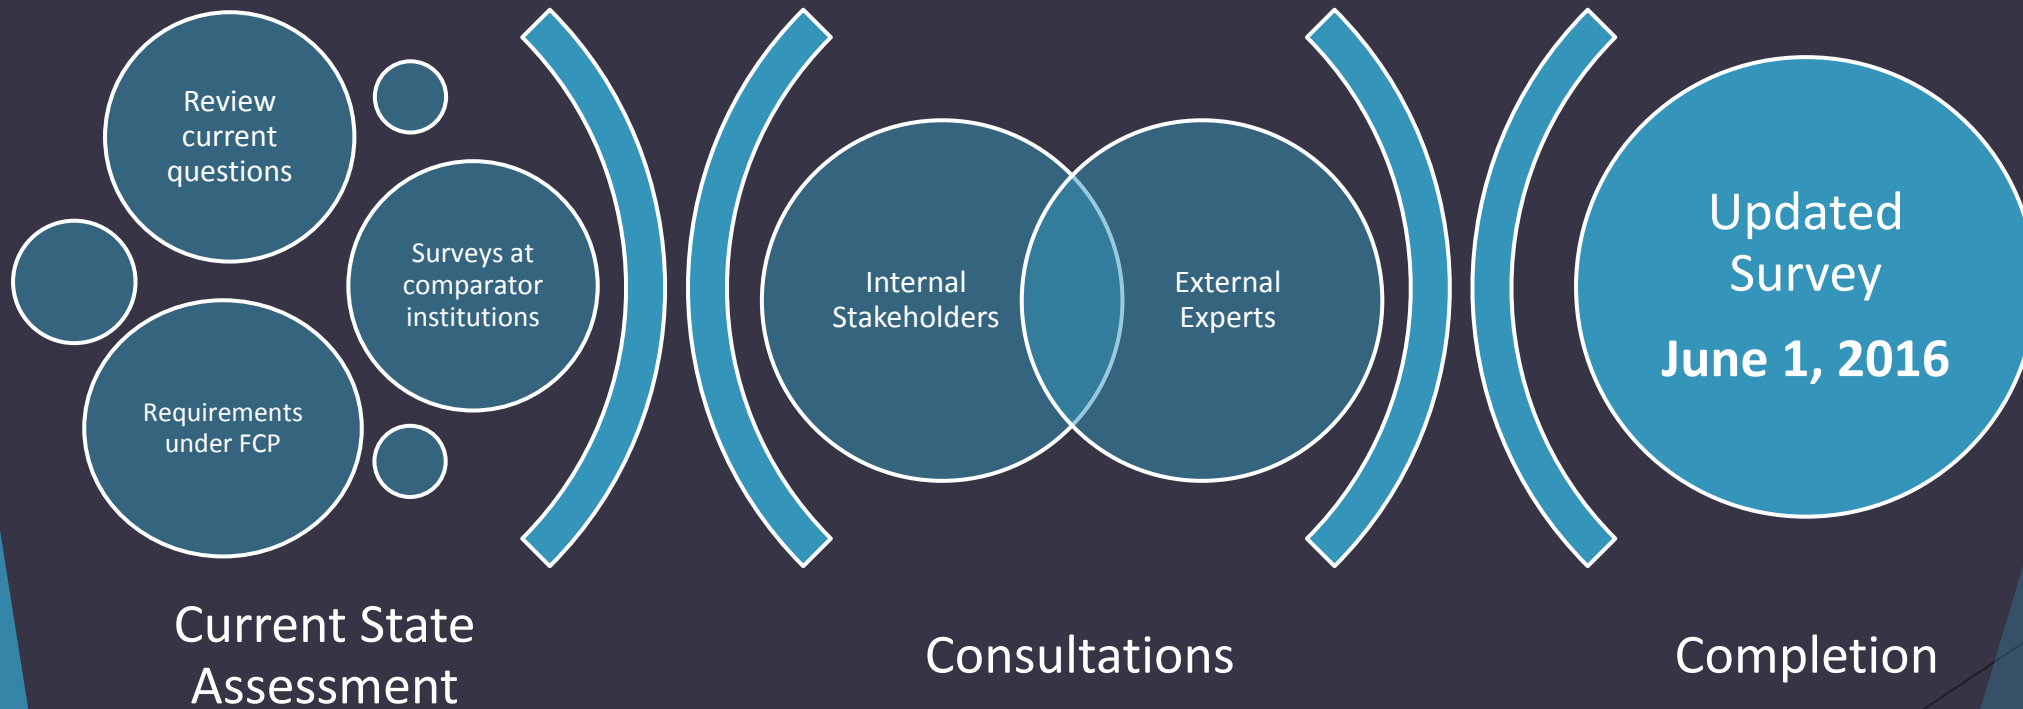 Review
current
questions
Surveys at
comparator
institutions
Requirements
under FCP
Current State
Assessment
Internal
Stakeholders
External
Experts
Consultations
Updated
Survey
June 1, 2016
Completion